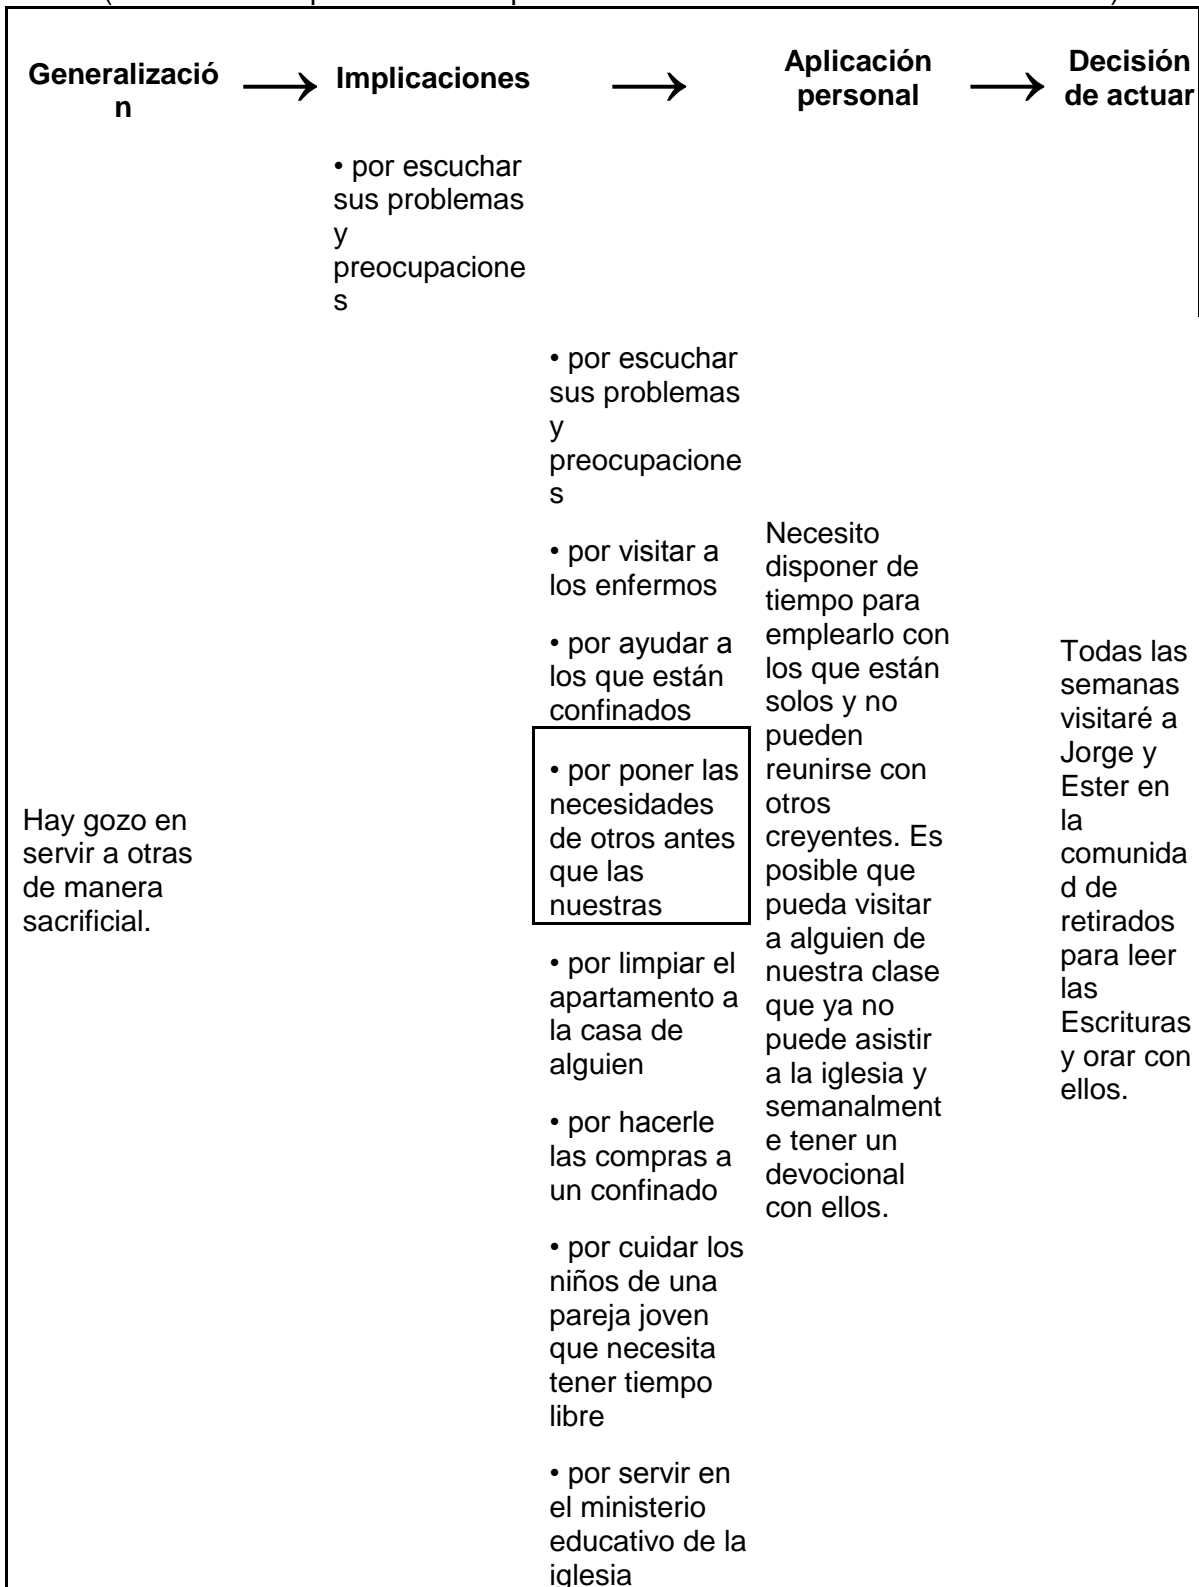 Generalizació
n
→
Implicaciones
→
Aplicación
personal
→
Decisión
de actuar
• por escuchar
sus problemas
y
preocupacione
s
• por escuchar
sus problemas
y
preocupacione
s
• por visitar a
los enfermos
• por ayudar a
los que están
confinados
• por poner las
necesidades
de otros antes
que las
nuestras
• por limpiar el
apartamento a
la casa de
alguien
• por hacerle
las compras a
un confinado
• por cuidar los
niños de una
pareja joven
que necesita
tener tiempo
libre
• por servir en
el ministerio
educativo de la
iglesia
Hay gozo en
servir a otras
de manera
sacrificial.
Necesito
disponer de
tiempo para
emplearlo con
los que están
solos y no
pueden
reunirse con
otros
creyentes. Es
posible que
pueda visitar
a alguien de
nuestra clase
que ya no
puede asistir
a la iglesia y
semanalment
e tener un
devocional
con ellos.
Todas las
semanas
visitaré a
Jorge y
Ester en
la
comunida
d de
retirados
para leer
las
Escrituras
y orar con
ellos.